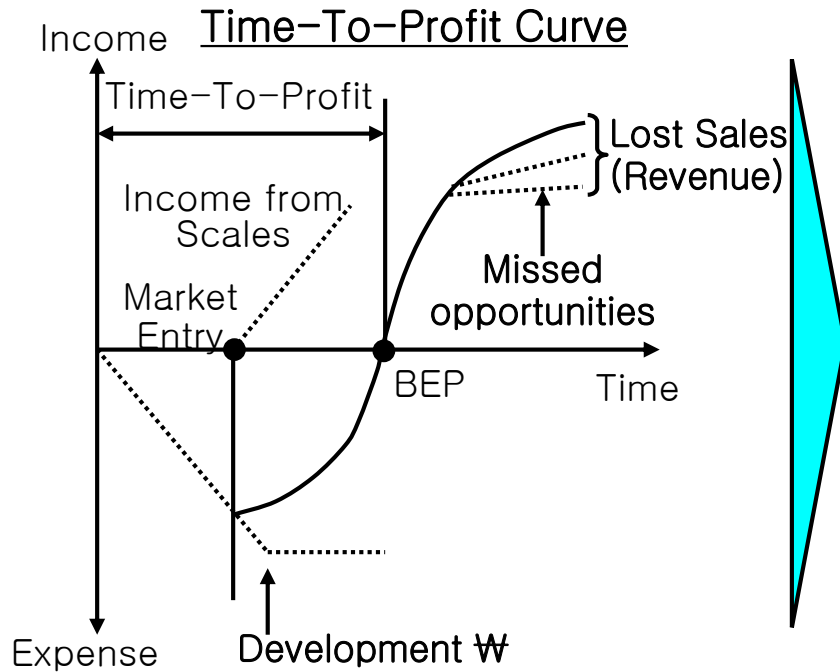 Time-To-Profit Curve
Income
Time-To-Profit
Lost Sales
(Revenue)
Income from
Scales
Missed
opportunities
Market
Entry
BEP
Time
Development ₩
Expense